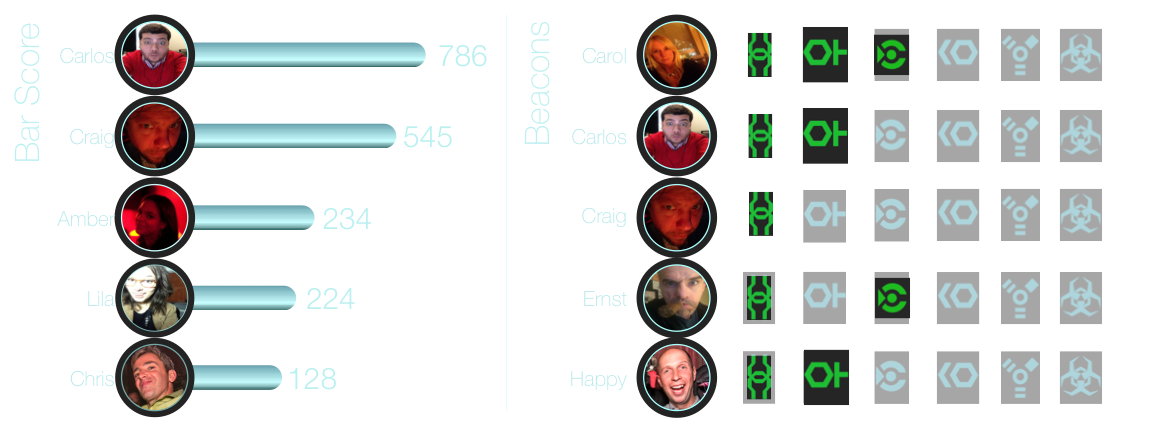 Bar Score
Carlos 786
Craig 545
Amber 234
Lila 224
Chris 128
Beacons
Carol
Carlos
Craig
Ernst
Happy